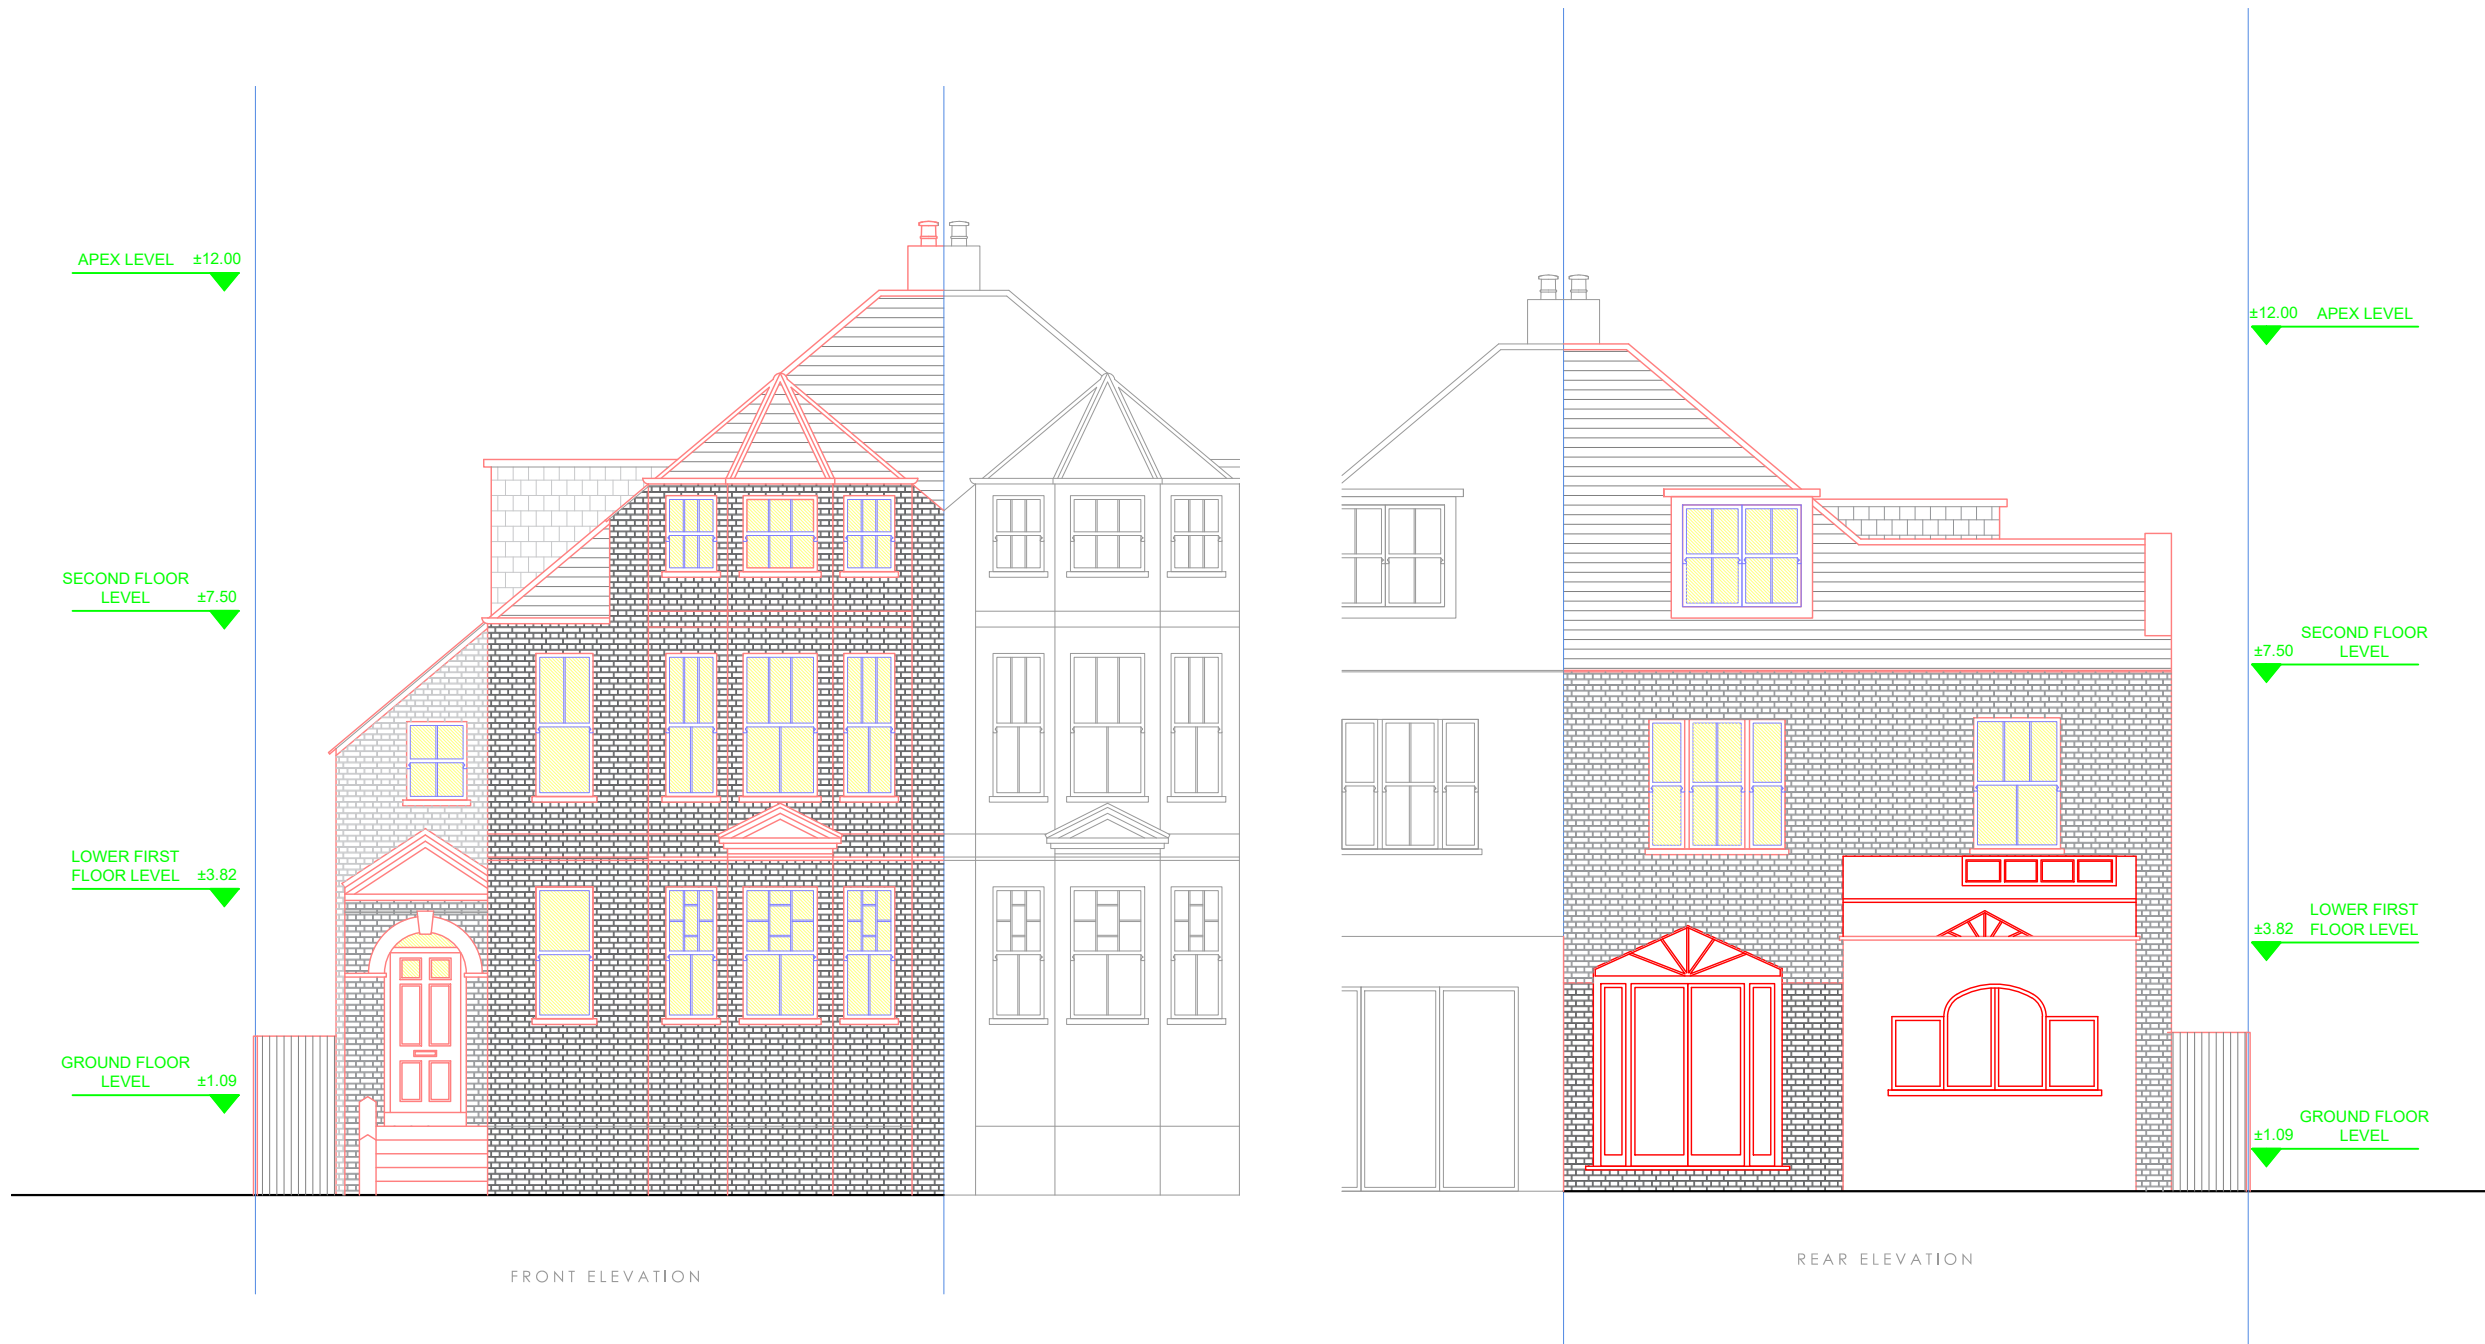 APEX LEVEL ±12.00
SECOND FLOOR
LEVEL ±7.50
LOWER FIRST
FLOOR LEVEL ±3.82
GROUND FLOOR
LEVEL ±1.09
FRONT ELEVATION
±12.00 APEX LEVEL
SECOND FLOOR
±7.50 LEVEL
LOWER FIRST
±3.82 FLOOR LEVEL
GROUND FLOOR
±1.09 LEVEL
REAR ELEVATION